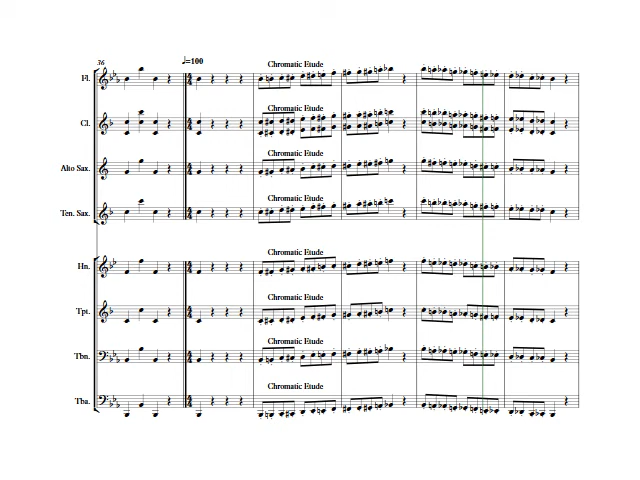 36
♩=100
Fl.
Chromatic Etude
Cl.
Chromatic Etude
Alto Sax.
Chromatic Etude
Ten. Sax.
Chromatic Etude
Hn.
Chromatic Etude
Tpt.
Chromatic Etude
Tbn.
Chromatic Etude
Tba.
Chromatic Etude